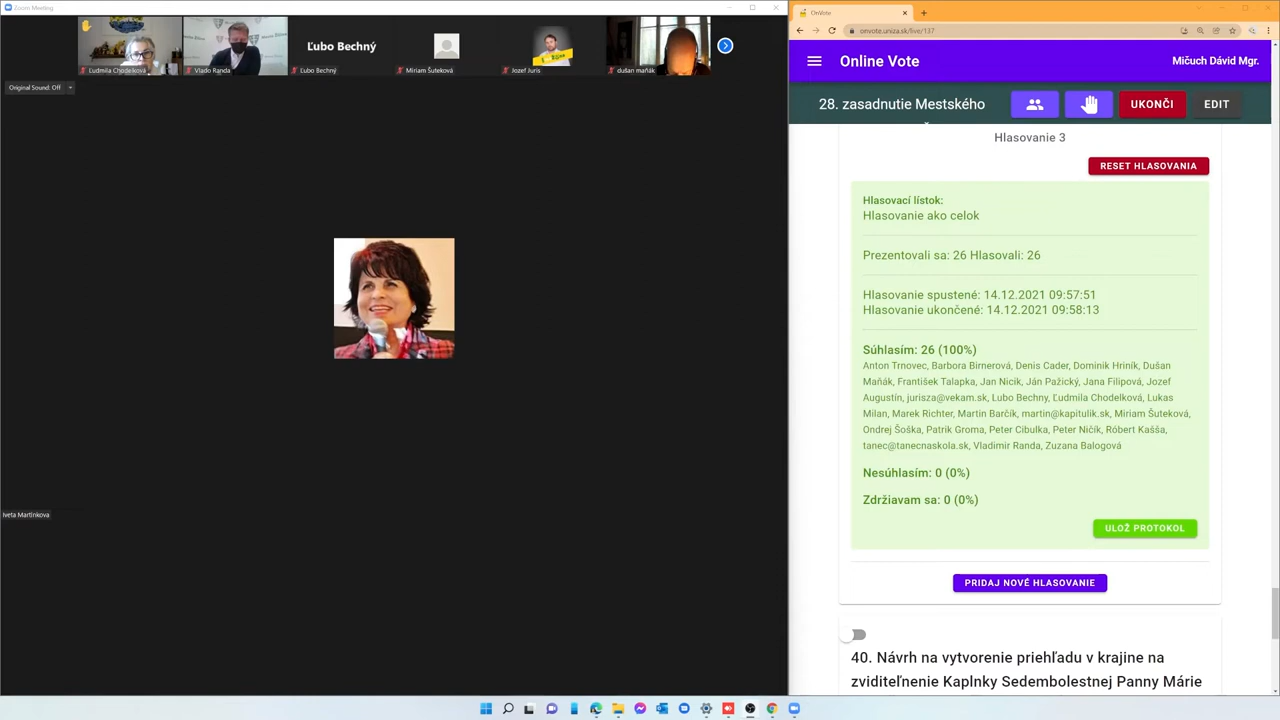 Zoom Meeting
Ľubo Bechný
Ľudmila Chodelková
Vlado Randa
Ľubo Bechný
Miriam Šuteková
Jozef Juris
dušan maňák
Original Sound: Off
Iveta Martinkova
OnVote
onvote.uniza.sk/live/137
Online Vote
Mičuch Dávid Mgr.
28. zasadnutie Mestského
UKONČI
EDIT
Hlasovanie 3
RESET HLASOVANIA
Hlasovací lístok:
Hlasovanie ako celok
Prezentovali sa: 26 Hlasovali: 26
Hlasovanie spustené: 14.12.2021 09:57:51
Hlasovanie ukončené: 14.12.2021 09:58:13
Súhlasím: 26 (100%)
Anton Trnovec, Barbora Birnerová, Denis Cader, Dominik Hriník, Dušan
Maňák, František Talapka, Jan Nicik, Ján Pažický, Jana Filipová, Jozef
Augustín, jurisza@vekam.sk, Lubo Bechny, Ľudmila Chodelková, Lukas
Milan, Marek Richter, Martin Barčík, martin@kapitulik.sk, Miriam Šuteková,
Ondrej Šoška, Patrik Groma, Peter Cibulka, Peter Ničík, Róbert Kašša,
tanec@tanecnaskola.sk, Vladimir Randa, Zuzana Balogová
Nesúhlasím: 0 (0%)
Zdržiavam sa: 0 (0%)
ULOŽ PROTOKOL
PRIDAJ NOVÉ HLASOVANIE
40. Návrh na vytvorenie priehľadu v krajine na
zviditeľnenie Kaplnky Sedembolestnej Panny Márie